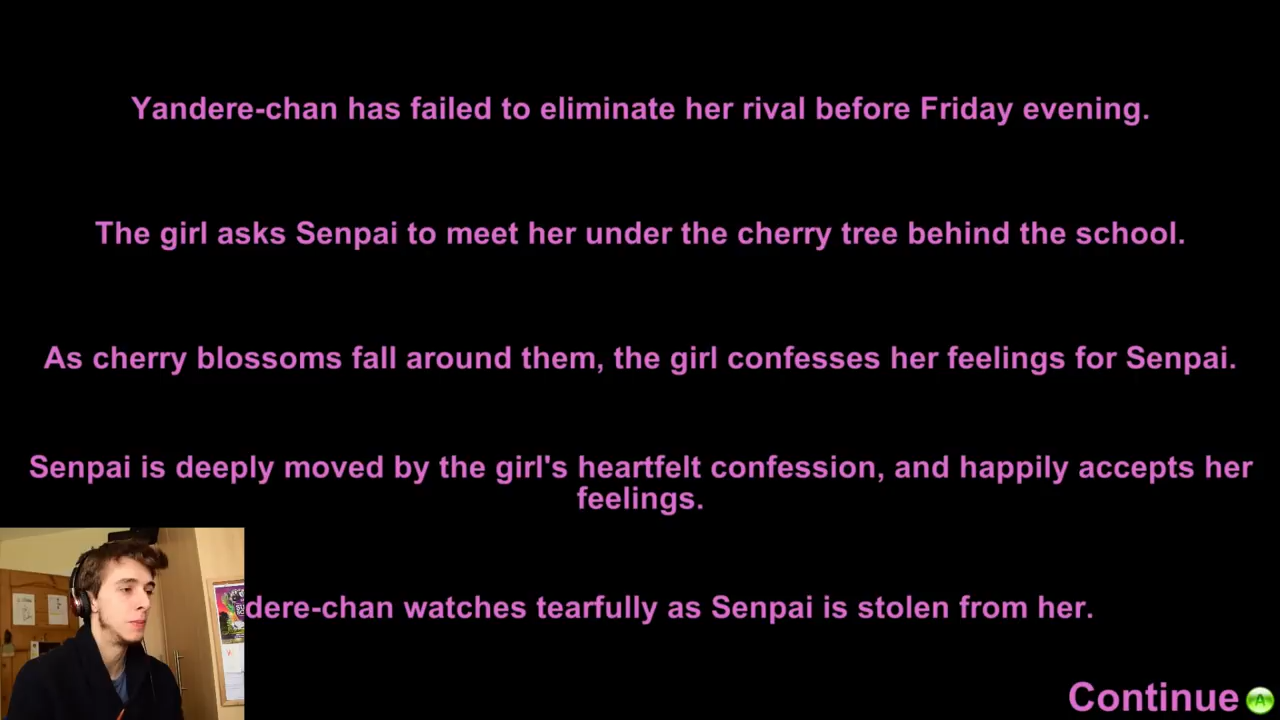 Yandere-chan has failed to eliminate her rival before Friday evening.
The girl asks Senpai to meet her under the cherry tree behind the school.
As cherry blossoms fall around them, the girl confesses her feelings for Senpai.
Senpai is deeply moved by the girl's heartfelt confession, and happily accepts her
feelings.
dere-chan watches tearfully as Senpai is stolen from her.
Continue A